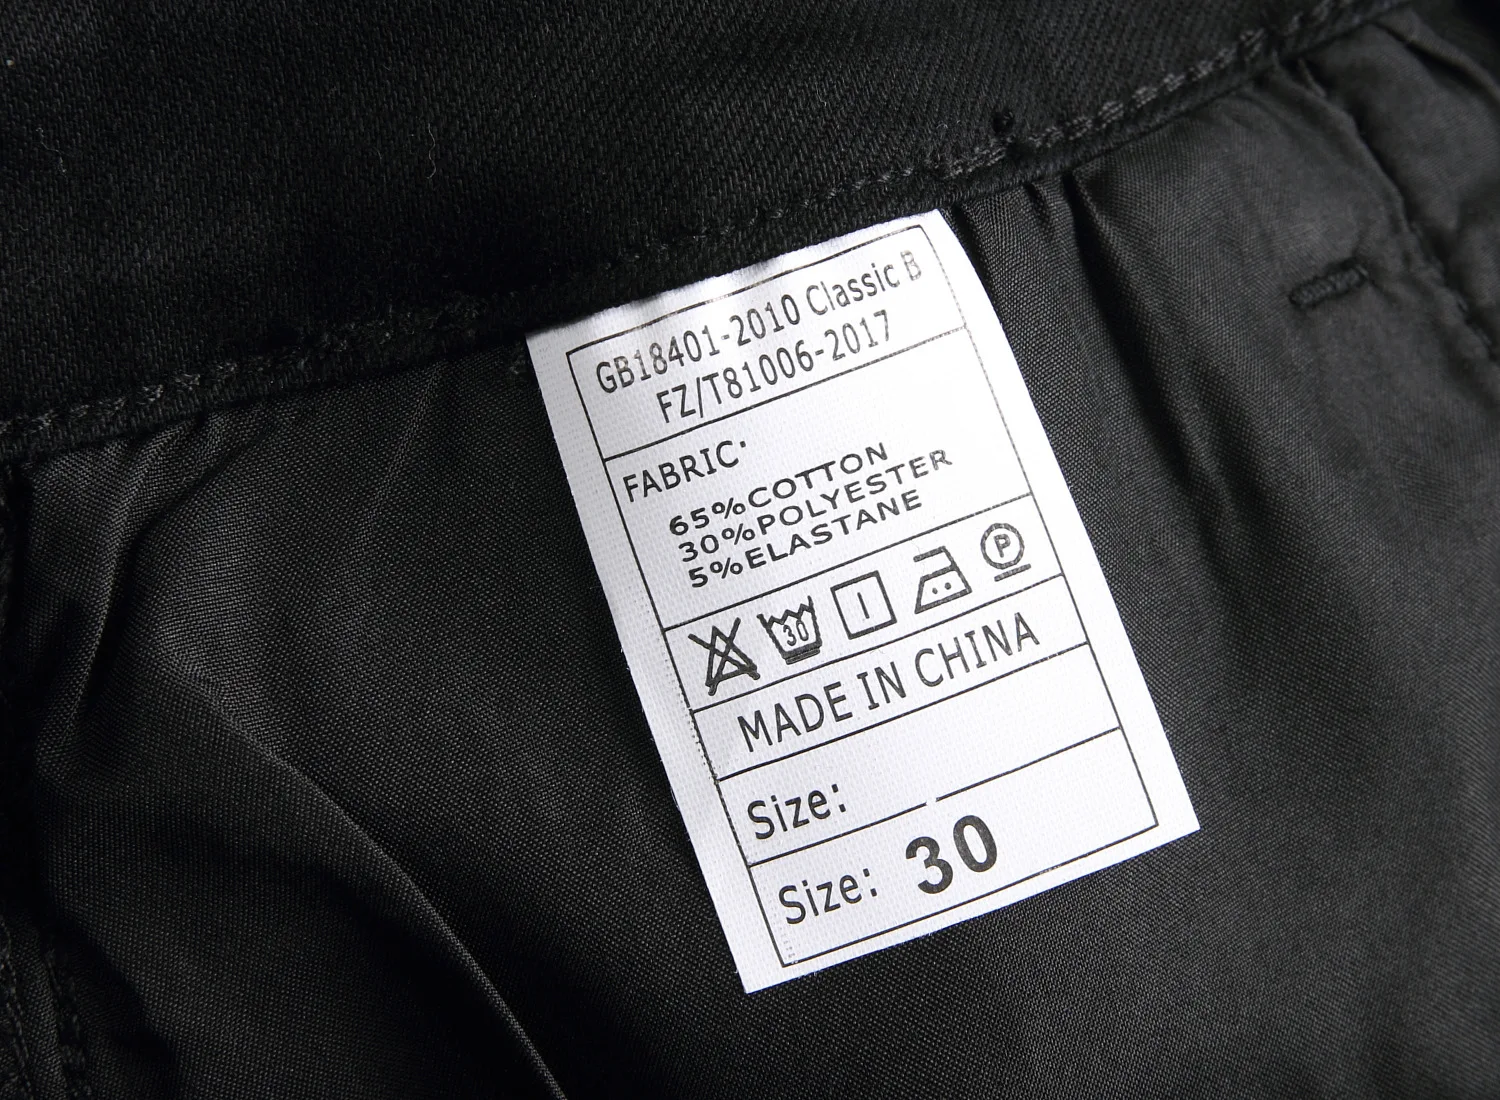 GB18401-2010 Classic B
FZ/T81006-2017
FABRIC:
65%COTTON
30%POLYESTER
5%ELASTANE
30 P
MADE IN CHINA
Size:
Size: 30